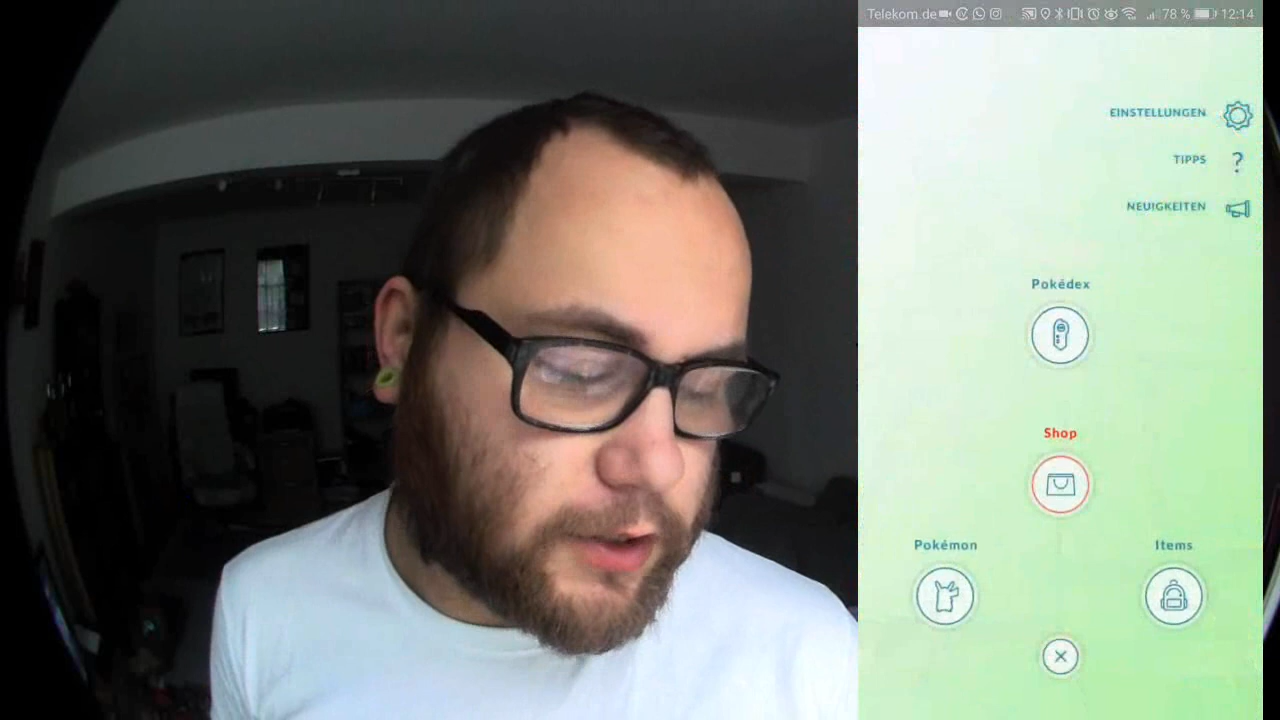 Telekom.de 78 % 12:14
EINSTELLUNGEN
TIPPS ?
NEUIGKEITEN
Pokédex
Shop
Pokémon
Items